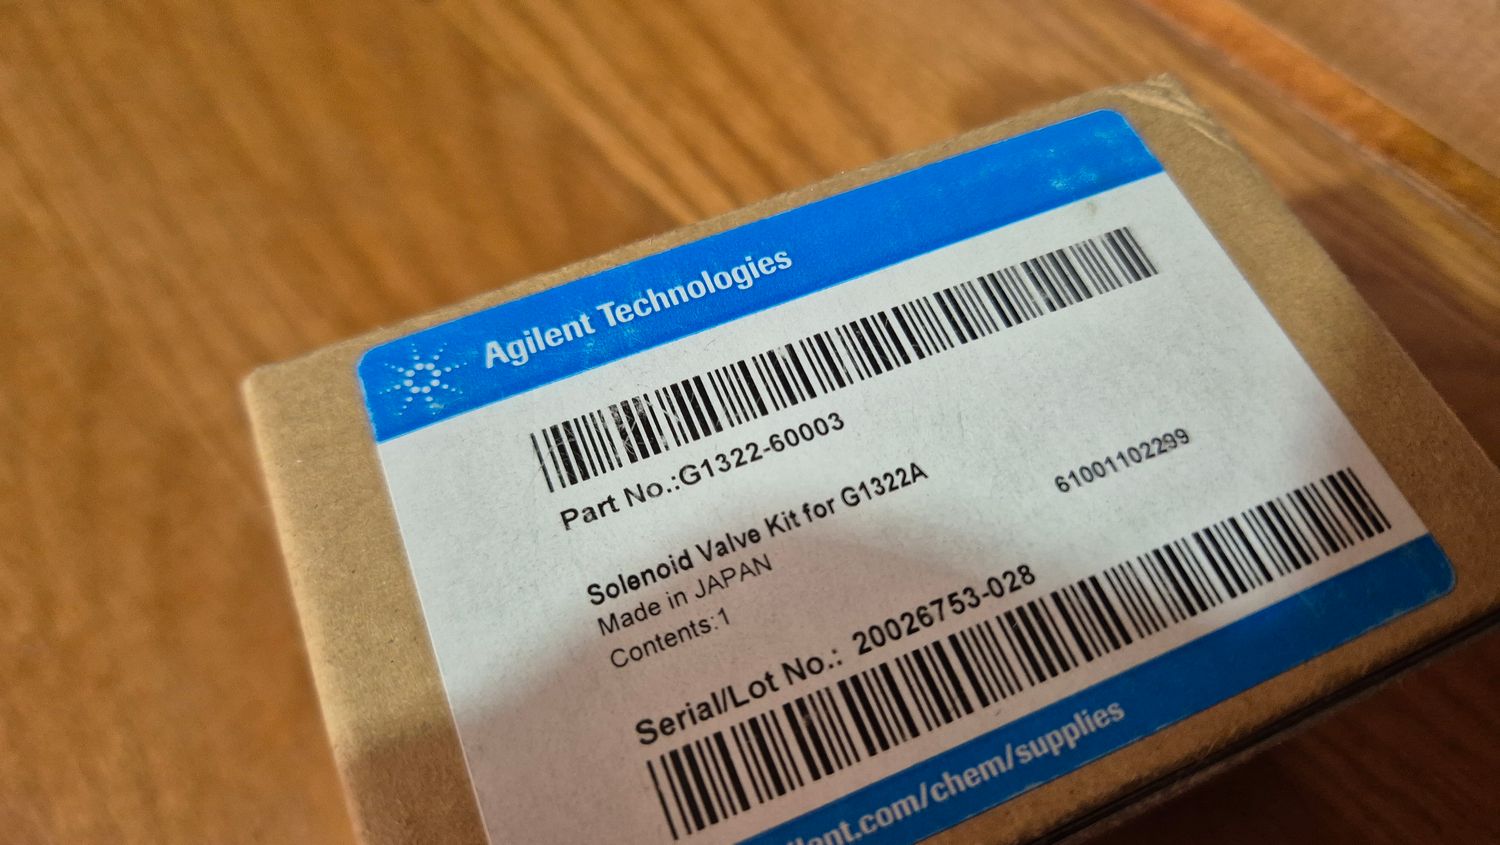 Agilent Technologies
Part No.:G1322-60003
Solenoid Valve Kit for G1322A
Made in JAPAN
Contents:1
61001102299
Serial/Lot No.: 20026753-028
ilent.com/chem/supplies